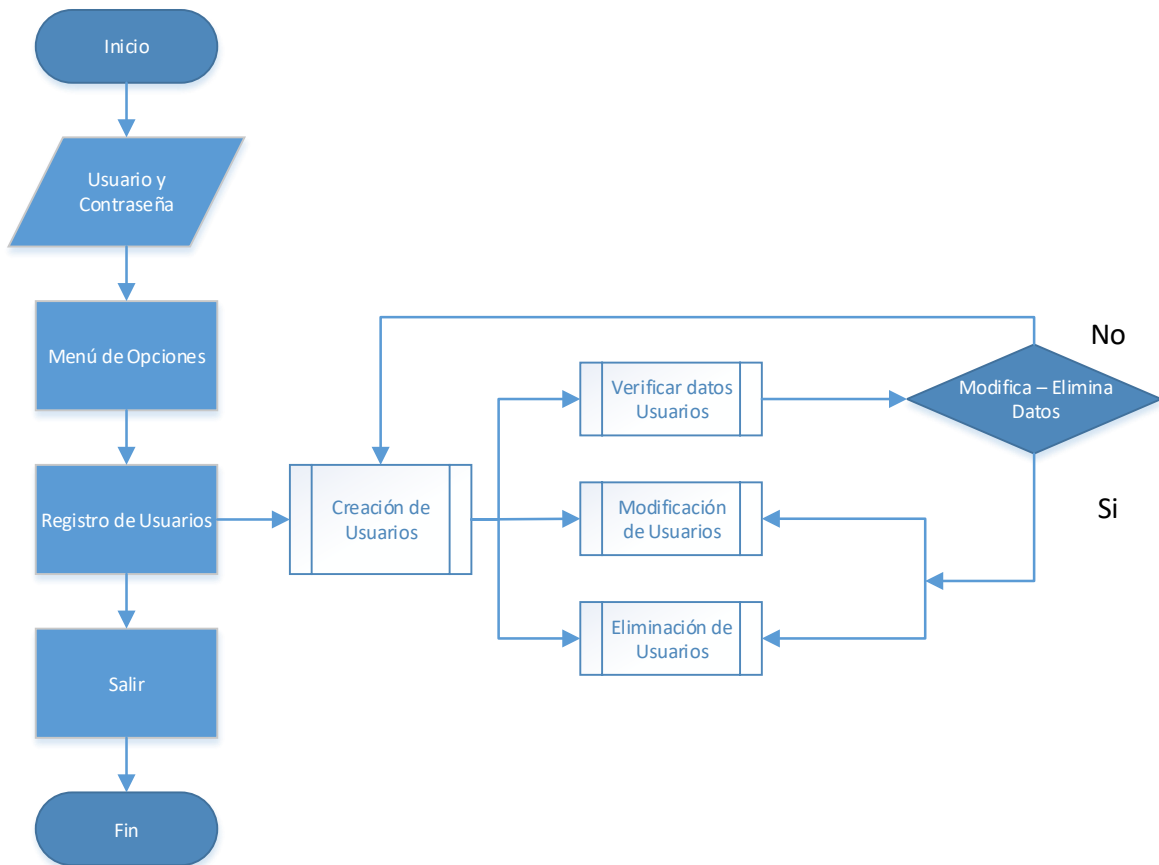 Inicio
Usuario y
Contraseña
Menú de Opciones
Registro de Usuarios
Salir
Fin
Creación de
Usuarios
Verificar datos
Usuarios
Modificación
de Usuarios
Eliminación de
Usuarios
Modifica – Elimina
Datos
No
Si